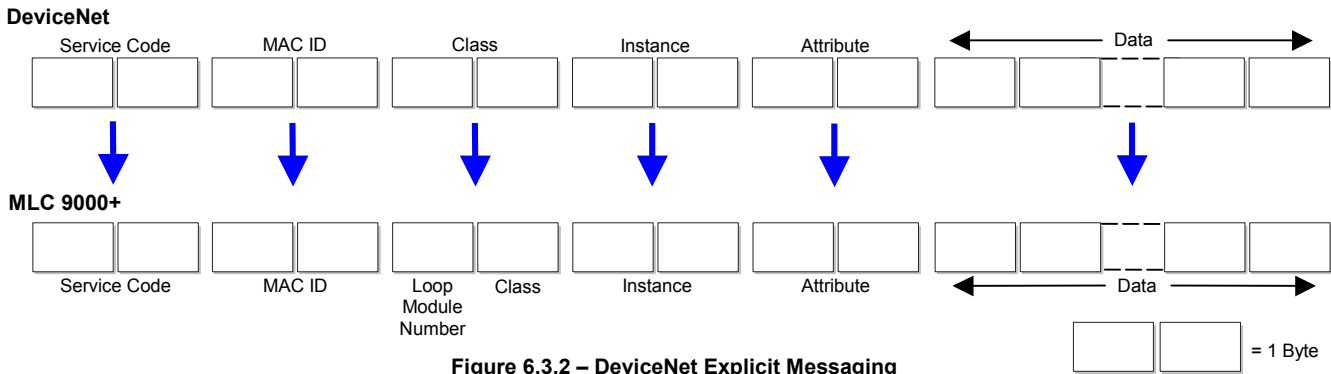 DeviceNet
Service Code MAC ID Class Instance Attribute Data
MLC 9000+
Service Code MAC ID Loop Module Number Class Instance Attribute Data
= 1 Byte
Figure 6.3.2 – DeviceNet Explicit Messaging